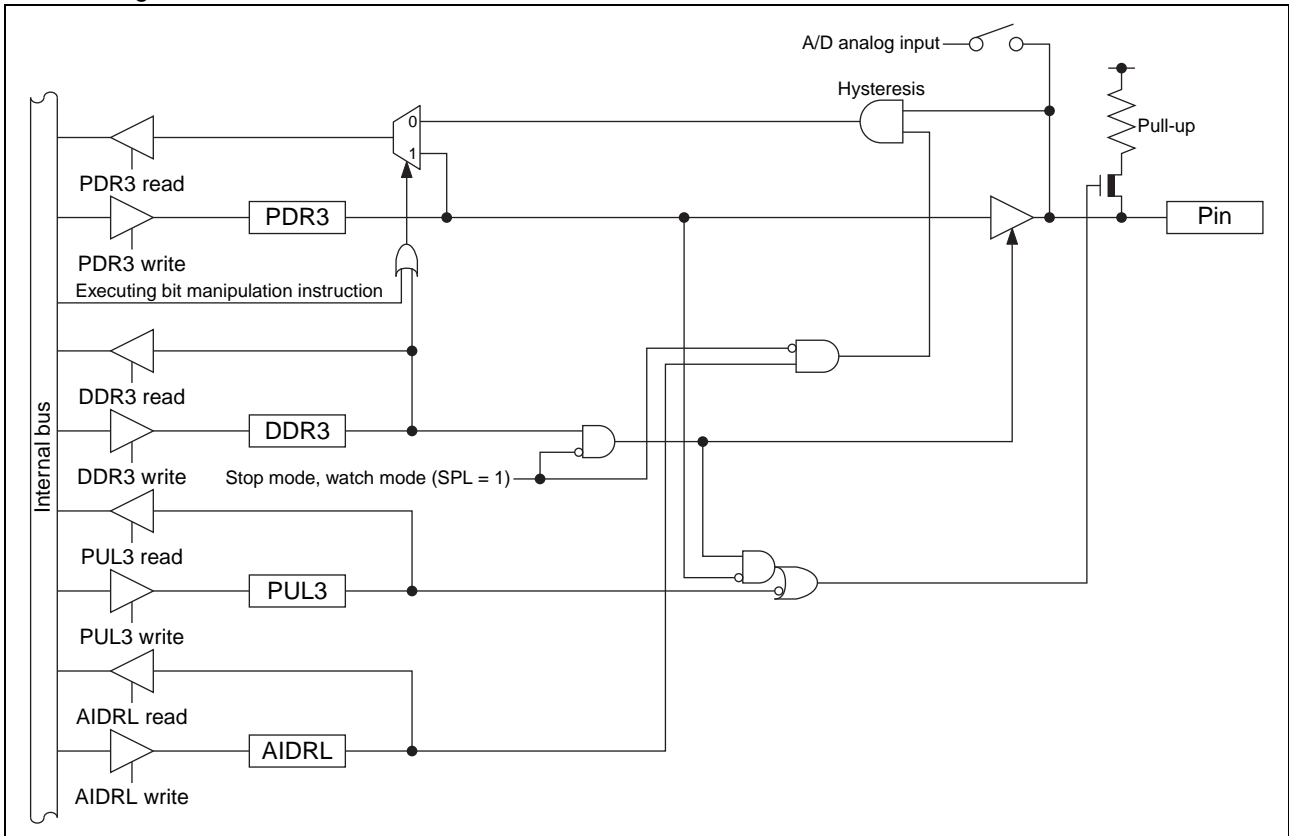 A/D analog input
Hysteresis
0
1
Pull-up
PDR3 read
PDR3
Pin
PDR3 write
Executing bit manipulation instruction
DDR3 read
DDR3
DDR3 write
Stop mode, watch mode (SPL = 1)
Internal bus
PUL3 read
PUL3
PUL3 write
AIDRL read
AIDRL
AIDRL write